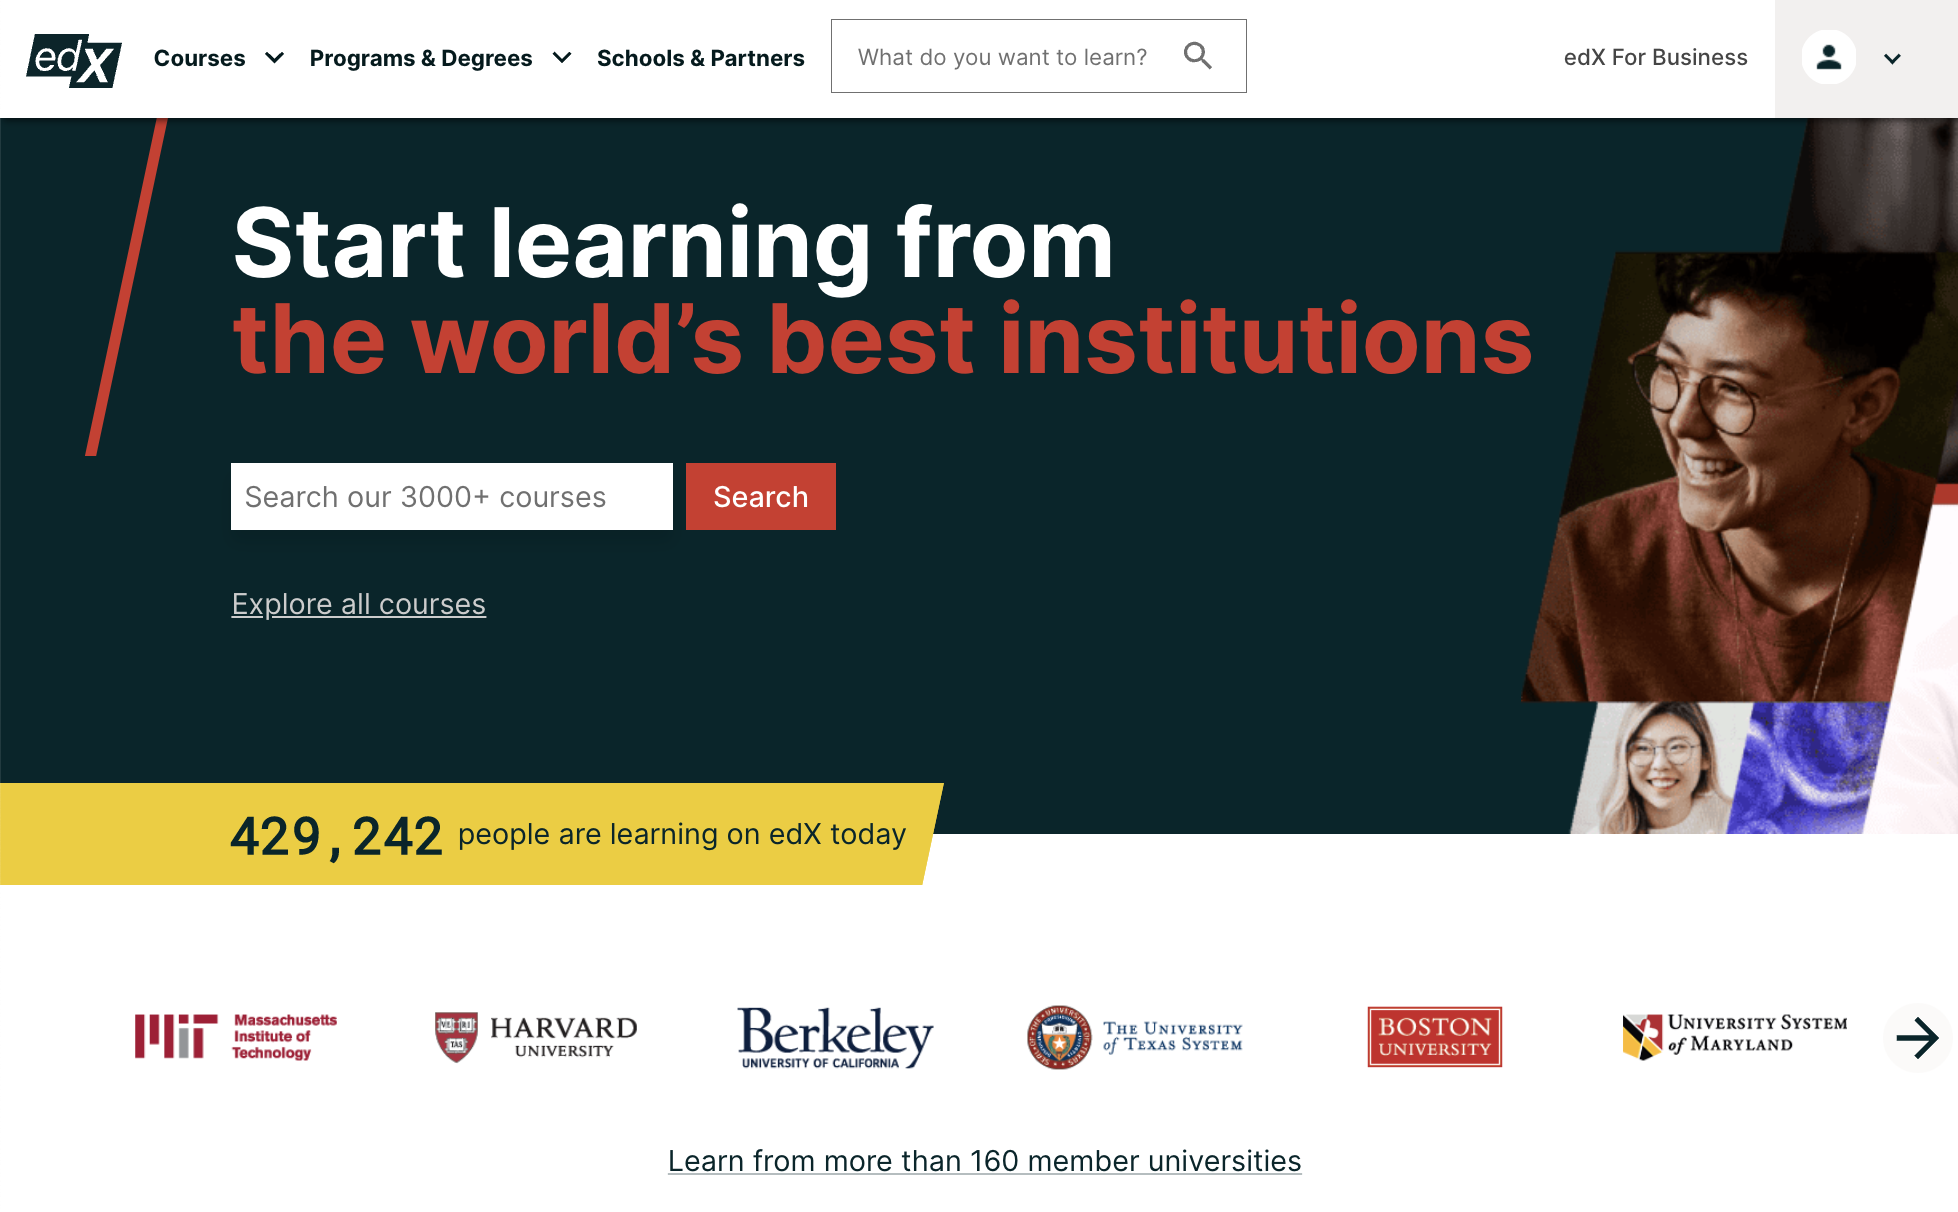 edX
Courses
Programs & Degrees
Schools & Partners
What do you want to learn?
edX For Business
Start learning from
the world’s best institutions
Search our 3000+ courses
Search
Explore all courses
429,242 people are learning on edX today
MIT
Massachusetts
Institute of
Technology
VE RI
TAS
HARVARD
UNIVERSITY
Berkeley
UNIVERSITY OF CALIFORNIA
THE UNIVERSITY
of TEXAS SYSTEM
BOSTON
UNIVERSITY
UNIVERSITY SYSTEM
of MARYLAND
Learn from more than 160 member universities